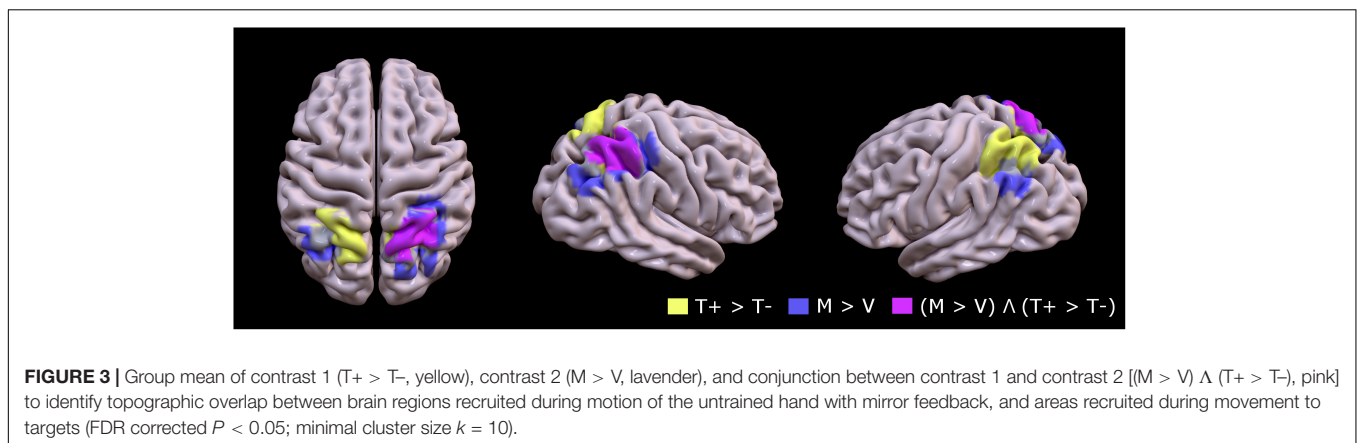 T+ > T- M > V (M > V) Λ (T+ > T-)
FIGURE 3 | Group mean of contrast 1 (T+ > T–, yellow), contrast 2 (M > V, lavender), and conjunction between contrast 1 and contrast 2 [(M > V) Λ (T+ > T–), pink]
to identify topographic overlap between brain regions recruited during motion of the untrained hand with mirror feedback, and areas recruited during movement to
targets (FDR corrected P < 0.05; minimal cluster size k = 10).